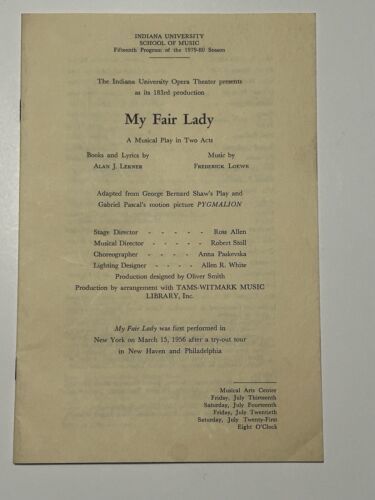 INDIANA UNIVERSITY
SCHOOL OF MUSIC
Fifteenth Program of the 1979-80 Season
The Indiana University Opera Theater presents
as its 183rd production
My Fair Lady
A Musical Play in Two Acts
Books and Lyrics by Music by
ALAN J. LERNER FREDERICK LOEWE
Adapted from George Bernard Shaw's Play and
Gabriel Pascal's motion picture PYGMALION
Stage Director - - - - - Ross Allen
Musical Director - - - - - Robert Stoll
Choreographer - - - - Anna Paskevska
Lighting Designer - - - - Allen R. White
Production designed by Oliver Smith
Production by arrangement with TAMS-WITMARK MUSIC
LIBRARY, Inc.
My Fair Lady was first performed in
New York on March 15, 1956 after a try-out tour
in New Haven and Philadelphia
Musical Arts Center
Friday, July Thirteenth
Saturday, July Fourteenth
Friday, July Twentieth
Saturday, July Twenty-First
Eight O'Clock